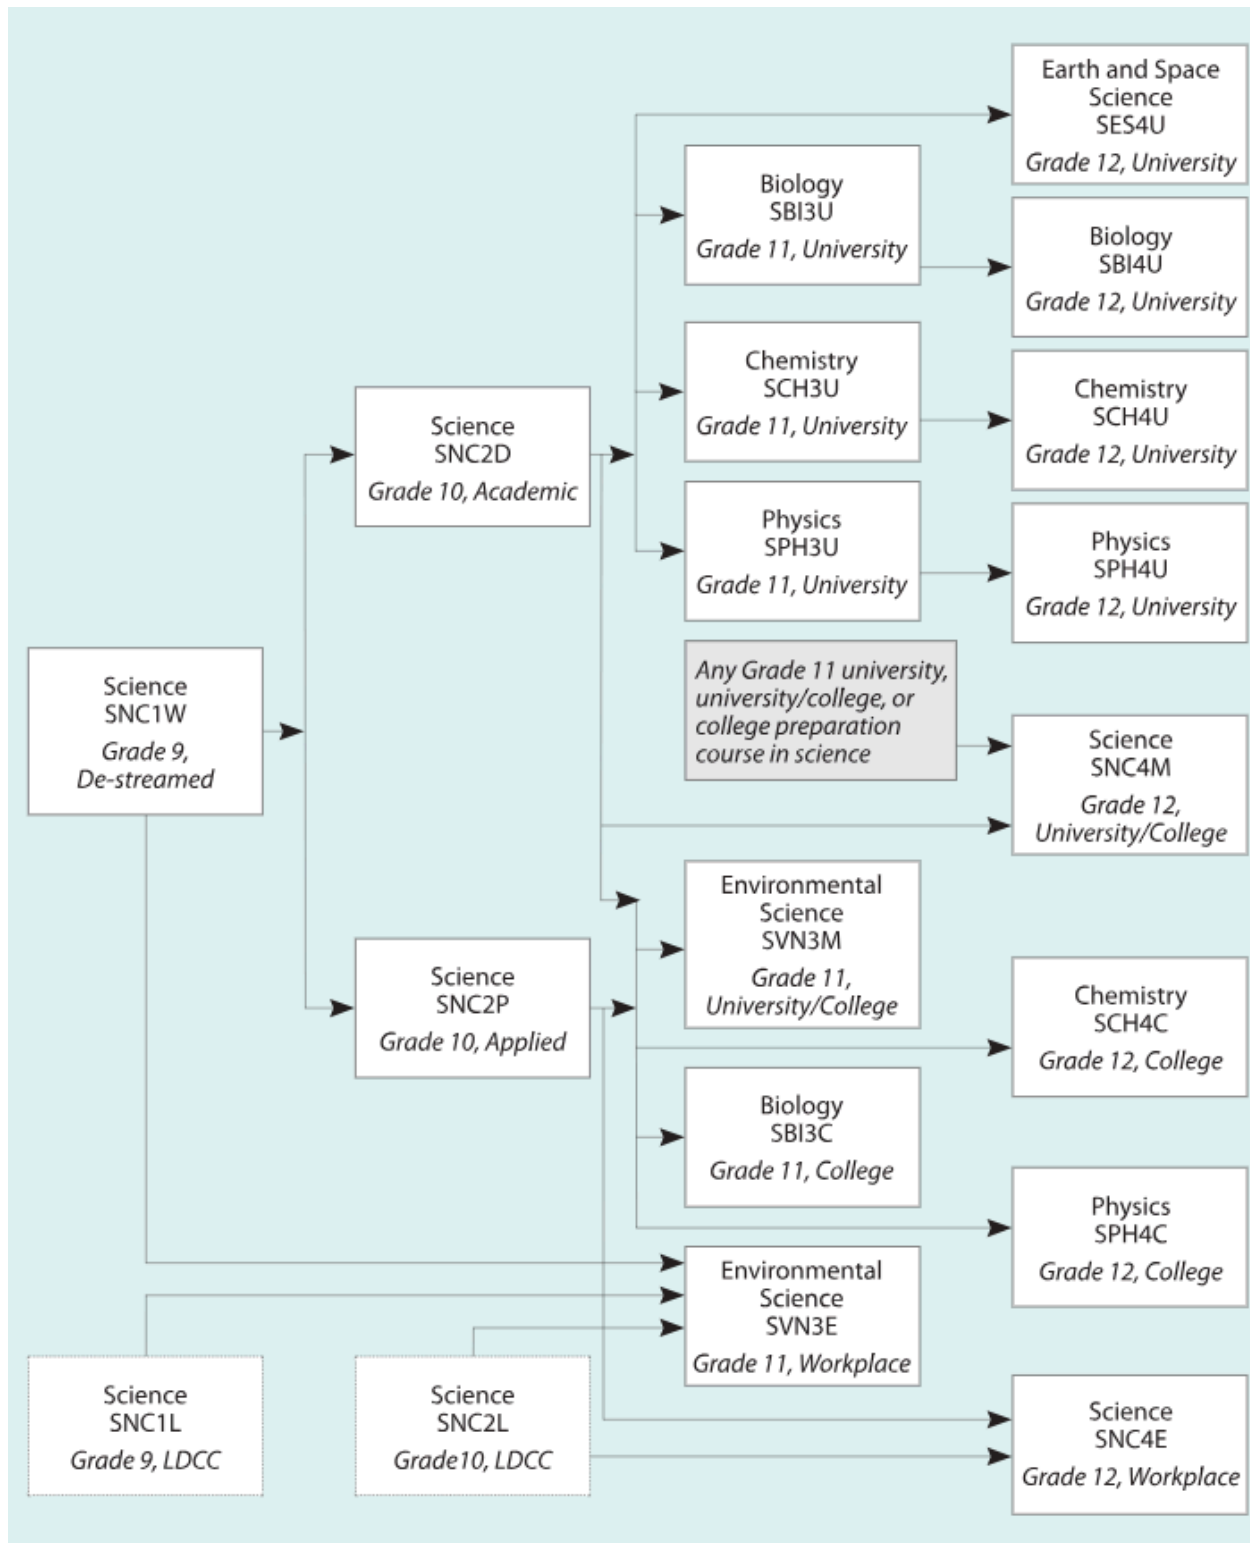 Earth and Space
Science
SES4U
Grade 12, University
Biology
SBI3U
Grade 11, University
Biology
SBI4U
Grade 12, University
Chemistry
SCH3U
Grade 11, University
Chemistry
SCH4U
Grade 12, University
Science
SNC2D
Grade 10, Academic
Physics
SPH3U
Grade 11, University
Physics
SPH4U
Grade 12, University
Science
SNC1W
Grade 9,
De-streamed
Any Grade 11 university,
university/college, or
college preparation
course in science
Science
SNC4M
Grade 12,
University/College
Environmental
Science
SVN3M
Grade 11,
University/College
Science
SNC2P
Grade 10, Applied
Chemistry
SCH4C
Grade 12, College
Biology
SBI3C
Grade 11, College
Physics
SPH4C
Grade 12, College
Environmental
Science
SVN3E
Grade 11, Workplace
Science
SNC1L
Grade 9, LDCC
Science
SNC2L
Grade10, LDCC
Science
SNC4E
Grade 12, Workplace